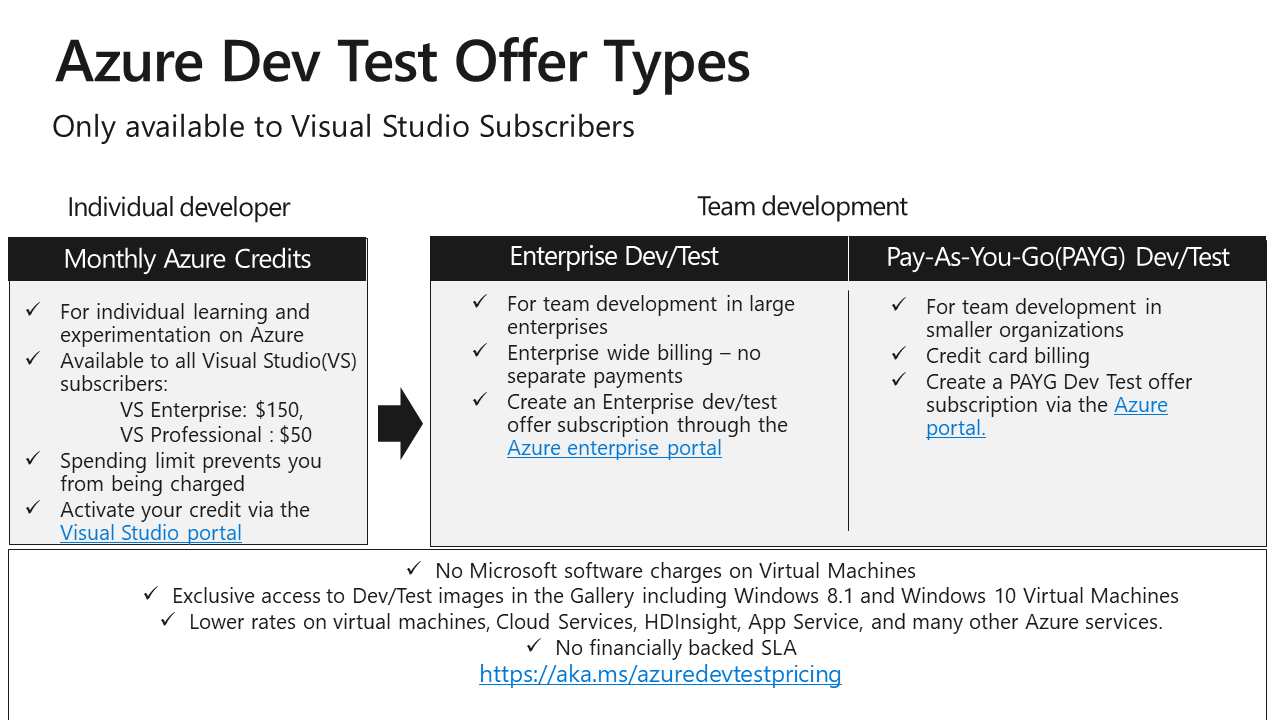 Azure Dev Test Offer Types
Only available to Visual Studio Subscribers
Individual developer
Monthly Azure Credits
✓ For individual learning and
experimentation on Azure
✓ Available to all Visual Studio(VS)
subscribers:
VS Enterprise: $150,
VS Professional : $50
✓ Spending limit prevents you
from being charged
✓ Activate your credit via the
Visual Studio portal
Team development
Enterprise Dev/Test
✓ For team development in large
enterprises
✓ Enterprise wide billing – no
separate payments
✓ Create an Enterprise dev/test
offer subscription through the
Azure enterprise portal
Pay-As-You-Go(PAYG) Dev/Test
✓ For team development in
smaller organizations
✓ Credit card billing
✓ Create a PAYG Dev Test offer
subscription via the Azure
portal.
✓ No Microsoft software charges on Virtual Machines
✓ Exclusive access to Dev/Test images in the Gallery including Windows 8.1 and Windows 10 Virtual Machines
✓ Lower rates on virtual machines, Cloud Services, HDInsight, App Service, and many other Azure services.
✓ No financially backed SLA
https://aka.ms/azuredevtestpricing